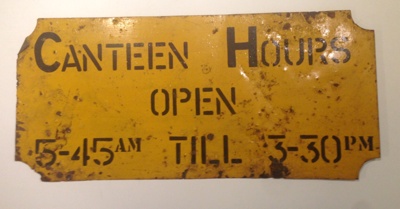 CANTEEN HOURS
OPEN
5-45AM TILL 3-30PM